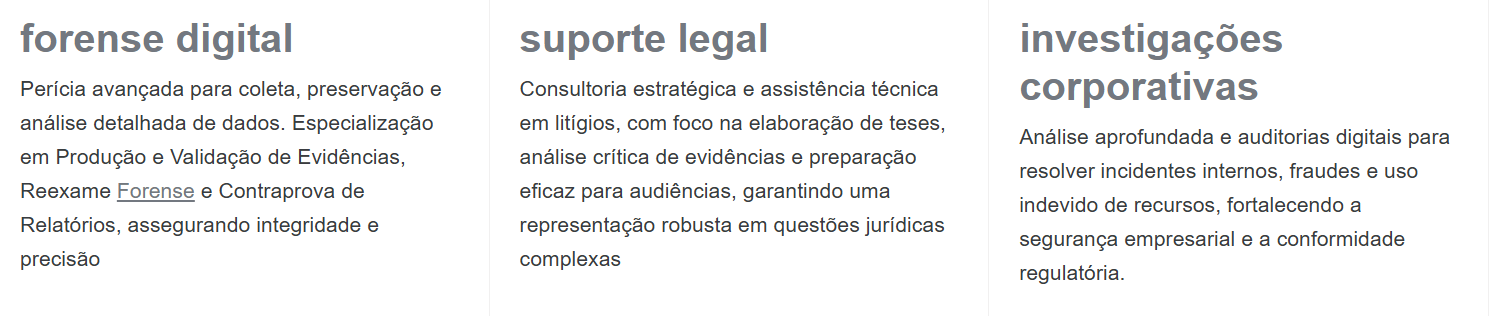 forense digital
Perícia avançada para coleta, preservação e
análise detalhada de dados. Especialização
em Produção e Validação de Evidências,
Reexame Forense e Contraprova de
Relatórios, assegurando integridade e
precisão
suporte legal
Consultoria estratégica e assistência técnica
em litígios, com foco na elaboração de teses,
análise crítica de evidências e preparação
eficaz para audiências, garantindo uma
representação robusta em questões jurídicas
complexas
investigações
corporativas
Análise aprofundada e auditorias digitais para
resolver incidentes internos, fraudes e uso
indevido de recursos, fortalecendo a
segurança empresarial e a conformidade
regulatória.